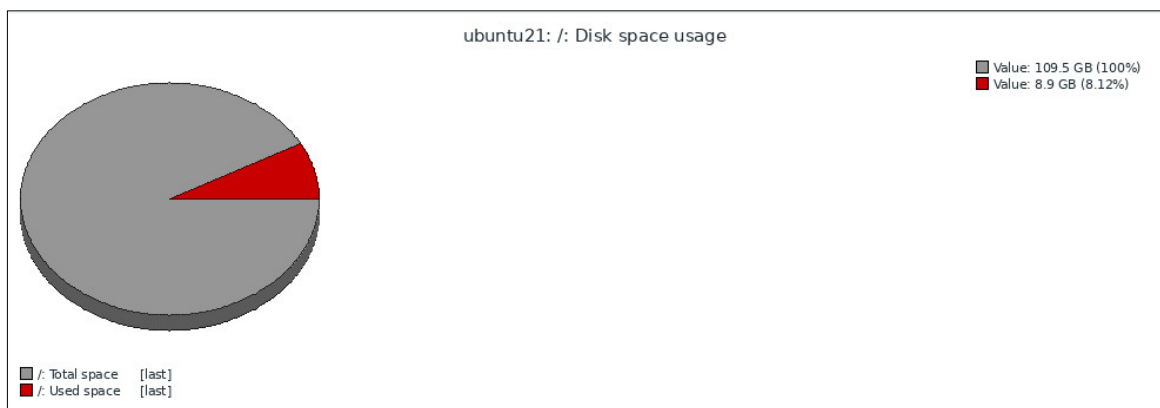 ubuntu21: /: Disk space usage
Value: 109.5 GB (100%)
Value: 8.9 GB (8.12%)
/: Total space [last]
/: Used space [last]